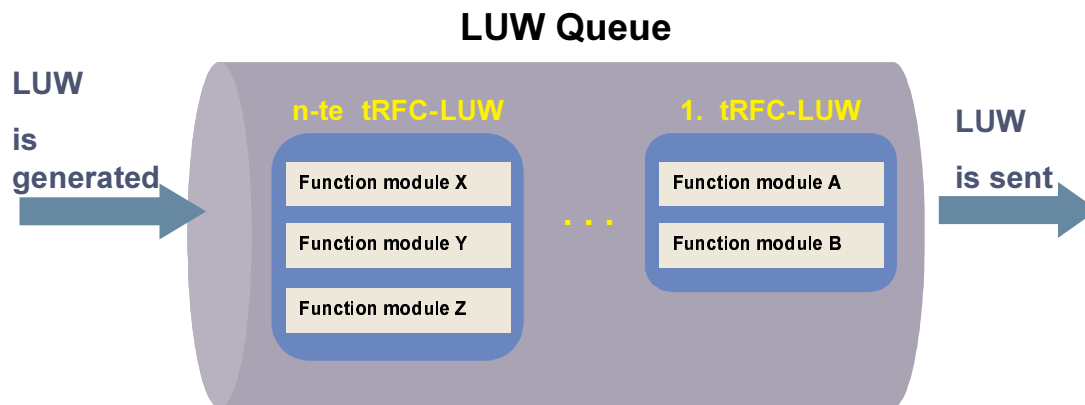 LUW Queue
LUW
is
generated
n-te tRFC-LUW
Function module X
Function module Y
Function module Z
. . .
1. tRFC-LUW
Function module A
Function module B
LUW
is sent